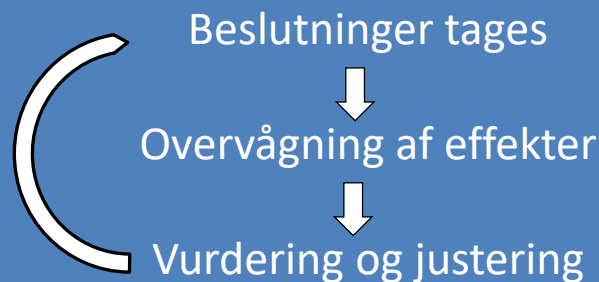 Beslutninger tages
Overvågning af effekter
Vurdering og justering